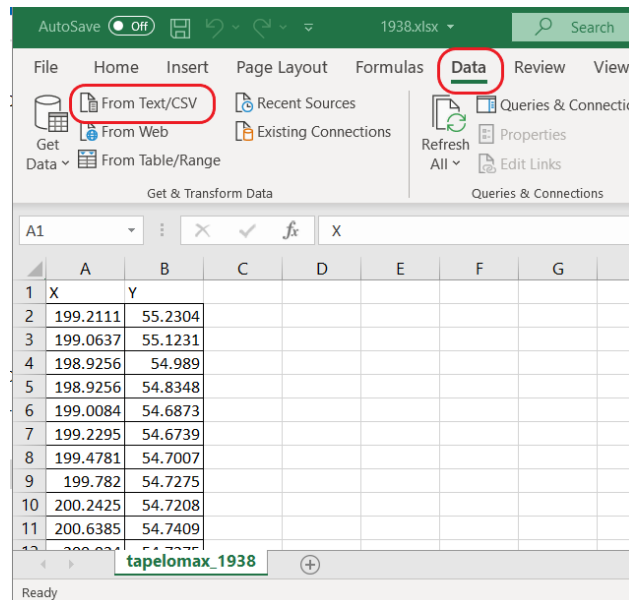 AutoSave Off 1938.xlsx Search
File Home Insert Page Layout Formulas Data Review View
From Text/CSV Recent Sources
From Web Existing Connections
From Table/Range
Get Data
Refresh All
Queries & Connectio
Properties
Edit Links
Get & Transform Data Queries & Connections
A1 fx X
A B C D E F G
1 X Y
2 199.2111 55.2304
3 199.0637 55.1231
4 198.9256 54.989
5 198.9256 54.8348
6 199.0084 54.6873
7 199.2295 54.6739
8 199.4781 54.7007
9 199.782 54.7275
10 200.2425 54.7208
11 200.6385 54.7409
tapelomax_1938
Ready